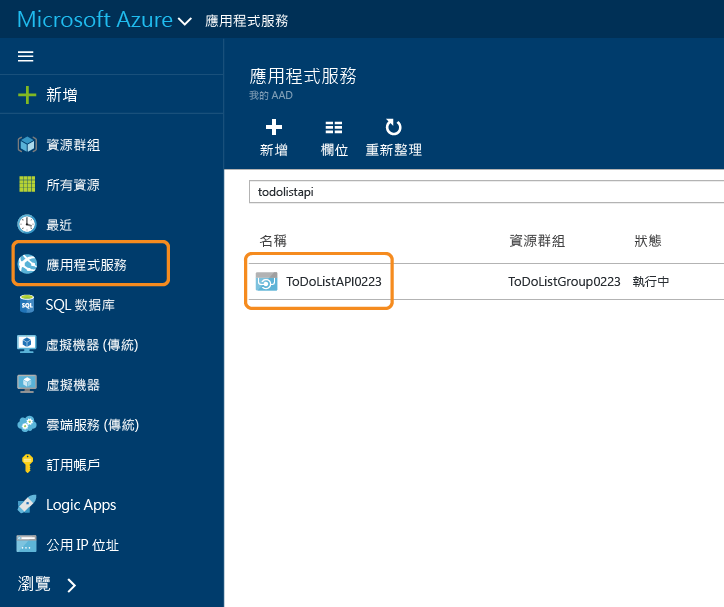 Microsoft Azure 應用程式服務
新增
資源群組
所有資源
最近
應用程式服務
SQL 数据库
虛擬機器 (傳統)
虛擬機器
雲端服務 (傳統)
訂用帳戶
Logic Apps
公用 IP 位址
瀏覽
應用程式服務
我的 AAD
新增 欄位 重新整理
todolistapi
名稱 資源群組 狀態
ToDoListAPI0223 ToDoListGroup0223 執行中